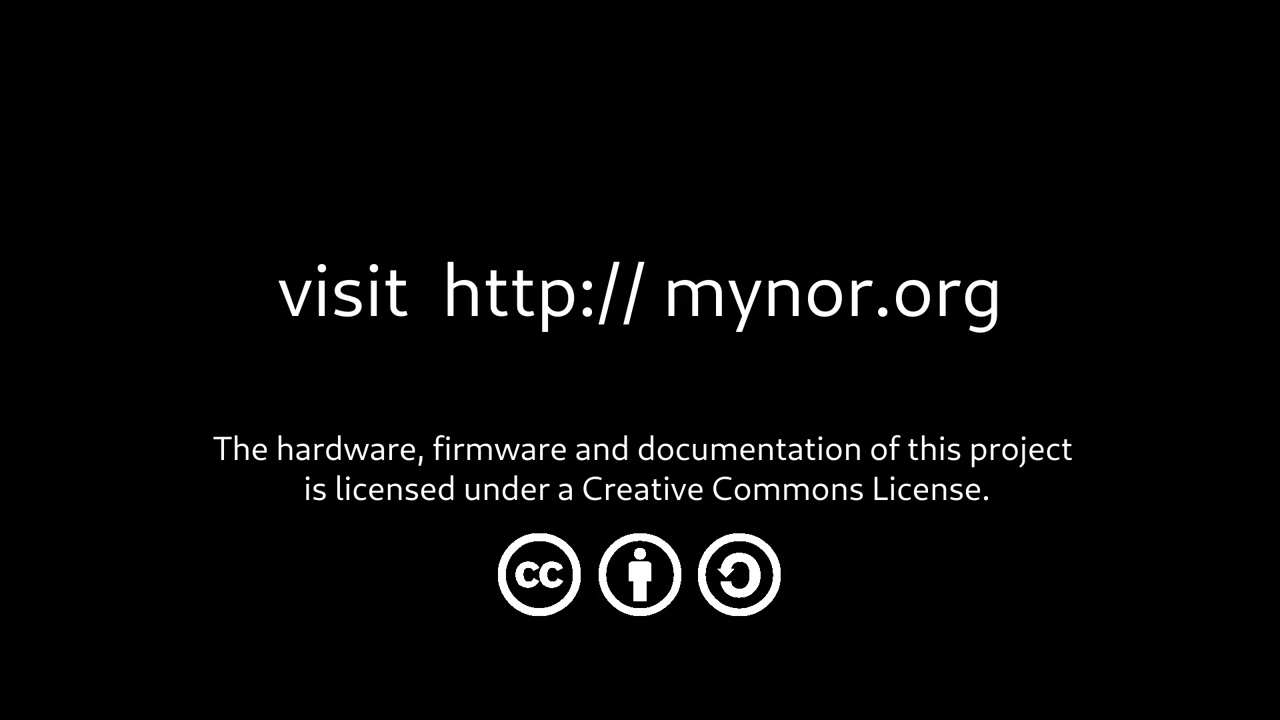 visit http:// mynor.org
The hardware, firmware and documentation of this project
is licensed under a Creative Commons License.
cc